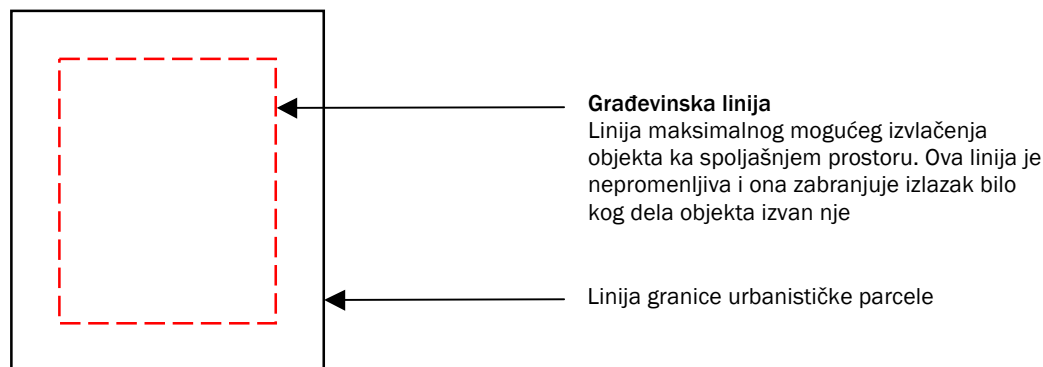 Građevinska linija
Linija maksimalnog mogućeg izvlačenja
objekta ka spoljašnjem prostoru. Ova linija je
nepromenljiva i ona zabranjuje izlazak bilo
kog dela objekta izvan nje
Linija granice urbanističke parcele